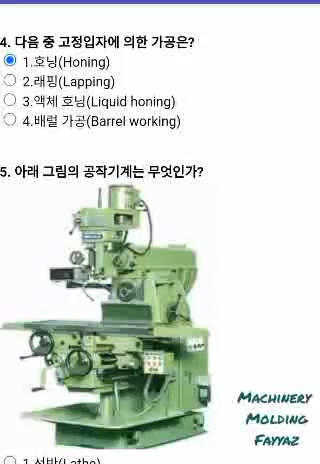 4. 다음 중 고정입자에 의한 가공은?
1.호닝(Honing)
2.래핑(Lapping)
3.액체 호닝(Liquid honing)
4.배럴 가공(Barrel working)
5. 아래 그림의 공작기계는 무엇인가?
MACHINERY
MOLDING
FAYYAZ